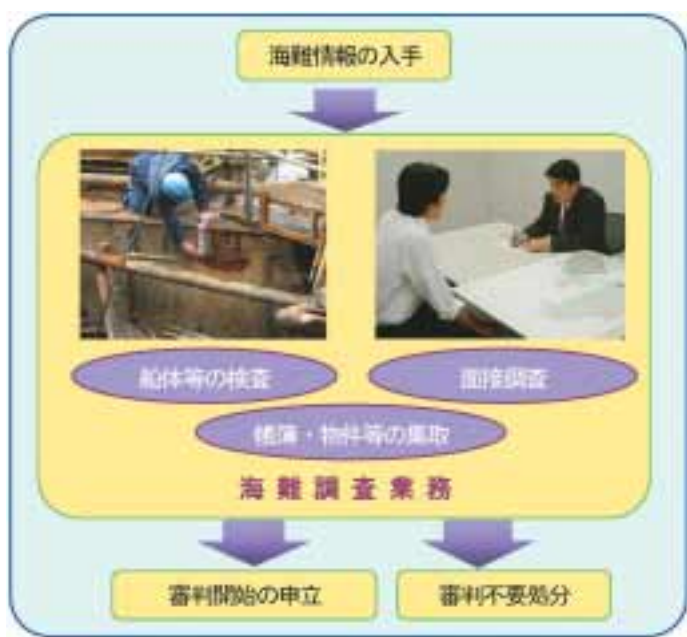 海難情報の入手
船体等の検査
面接調査
帳簿・物件等の集取
海難調査業務
審判開始の申立
審判不要処分